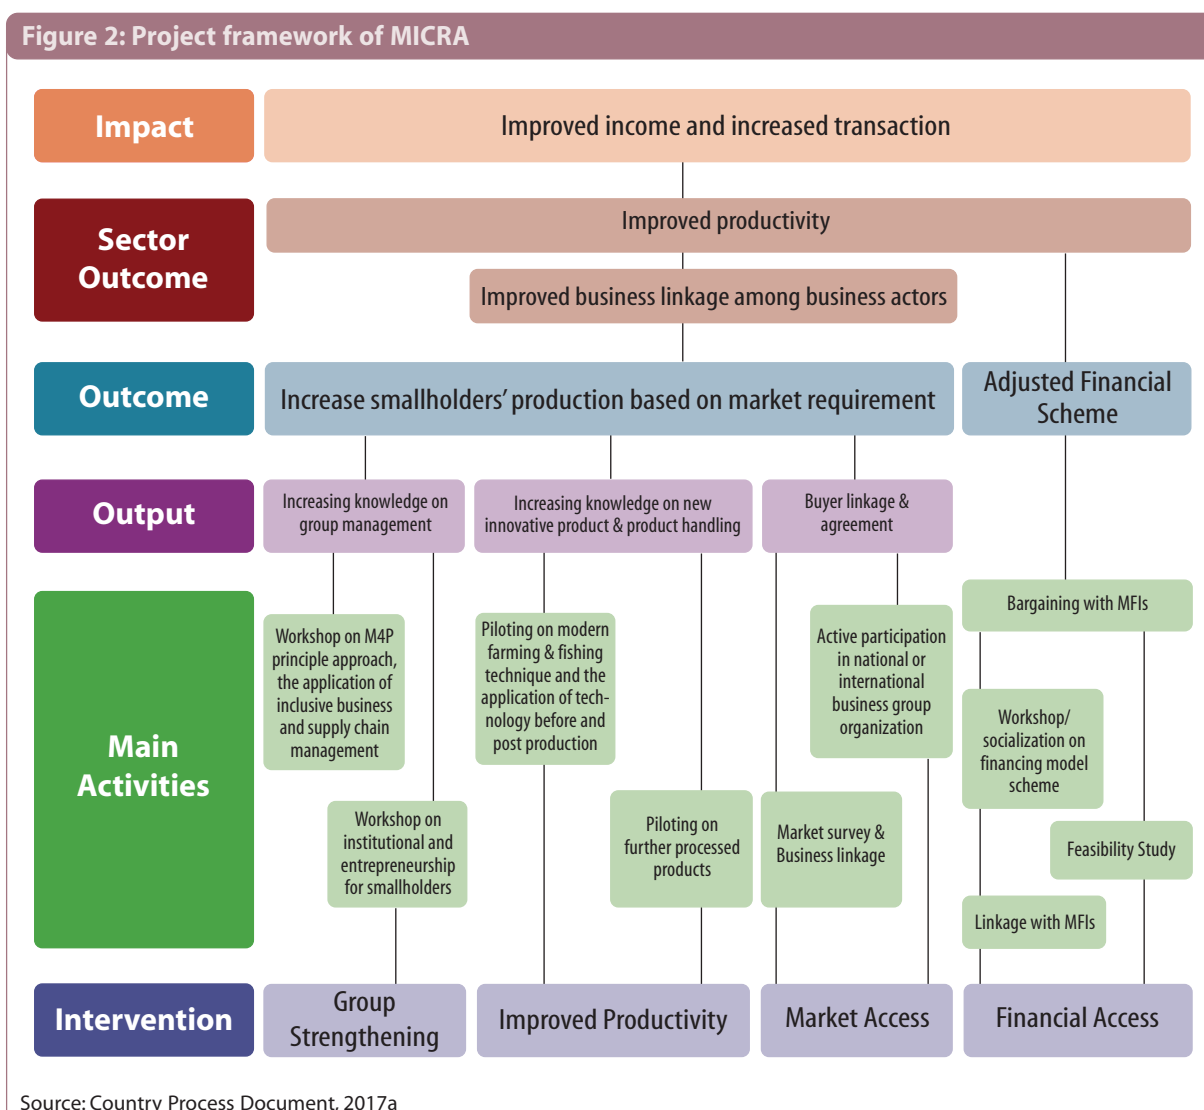 Figure 2: Project framework of MICRA
Impact
Improved income and increased transaction
Sector
Outcome
Improved productivity
Improved business linkage among business actors
Outcome
Increase smallholders’ production based on market requirement
Adjusted Financial
Scheme
Output
Increasing knowledge on
group management
Increasing knowledge on new
innovative product & product handling
Buyer linkage &
agreement
Main
Activities
Workshop on M4P
principle approach,
the application of
inclusive business
and supply chain
management
Workshop on
institutional and
entrepreneurship
for smallholders
Piloting on modern
farming & fishing
technique and the
application of tech-
nology before and
post production
Piloting on
further processed
products
Active participation
in national or
international
business group
organization
Market survey &
Business linkage
Bargaining with MFIs
Workshop/
socialization on
financing model
scheme
Feasibility Study
Linkage with MFIs
Intervention
Group
Strengthening
Improved Productivity
Market Access
Financial Access
Source: Country Process Document, 2017a